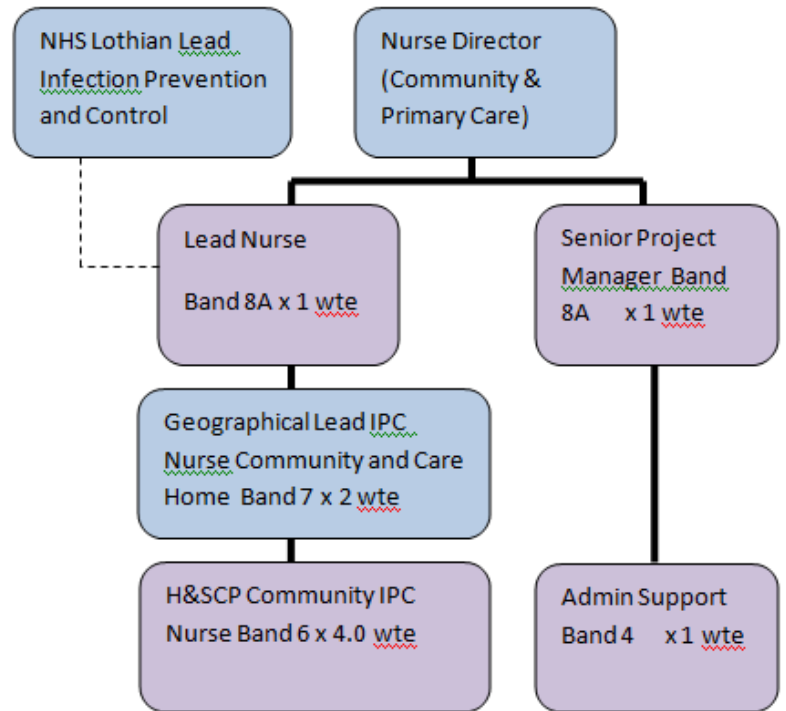 NHS Lothian Lead
Infection Prevention
and Control
Nurse Director
(Community &
Primary Care)
Lead Nurse
Band 8A x 1 wte
Senior Project
Manager Band
8A x 1 wte
Geographical Lead IPC
Nurse Community and Care
Home Band 7 x 2 wte
H&SCP Community IPC
Nurse Band 6 x 4.0 wte
Admin Support
Band 4 x 1 wte